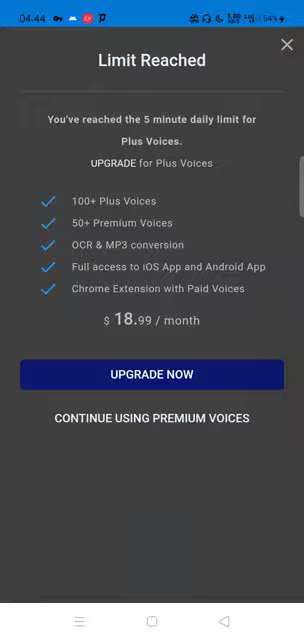 04.44
54%
Limit Reached
You've reached the 5 minute daily limit for
Plus Voices.
UPGRADE for Plus Voices
100+ Plus Voices
50+ Premium Voices
OCR & MP3 conversion
Full access to iOS App and Android App
Chrome Extension with Paid Voices
$ 18.99 / month
UPGRADE NOW
CONTINUE USING PREMIUM VOICES